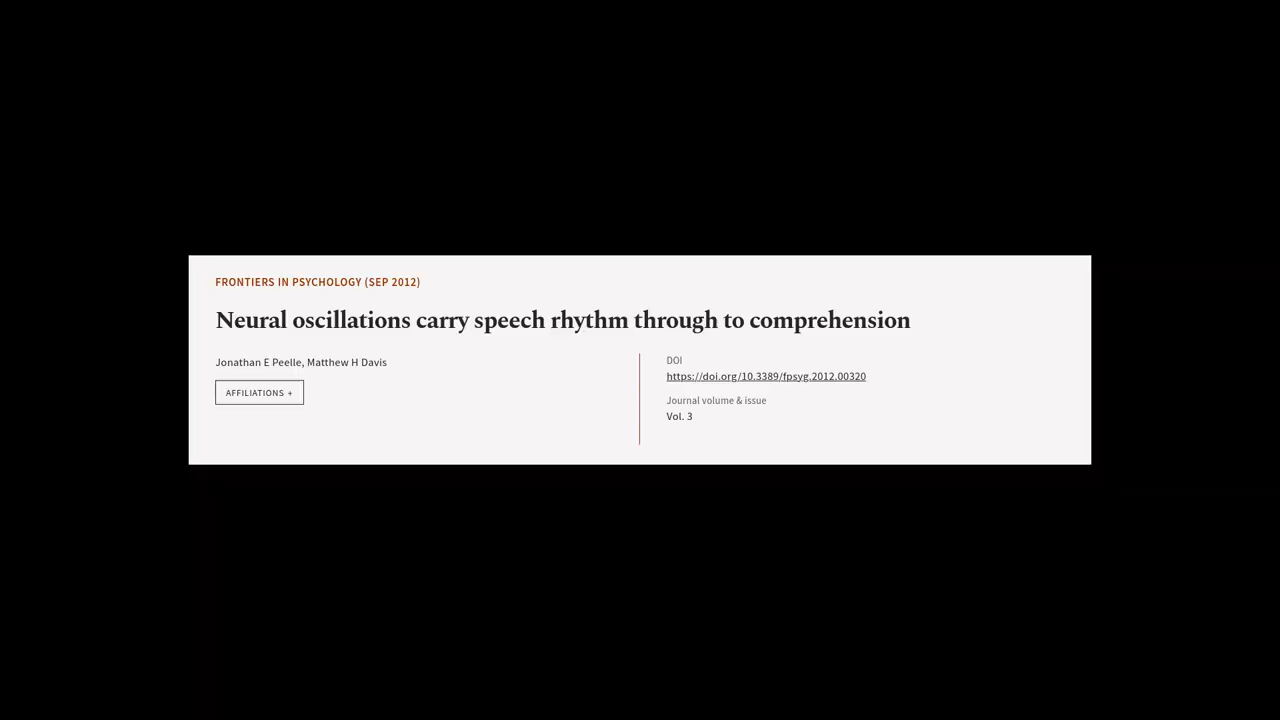 FRONTIERS IN PSYCHOLOGY (SEP 2012)
Neural oscillations carry speech rhythm through to comprehension
Jonathan E Peelle, Matthew H Davis
AFFILIATIONS +
DOI
https://doi.org/10.3389/fpsyg.2012.00320
Journal volume & issue
Vol. 3